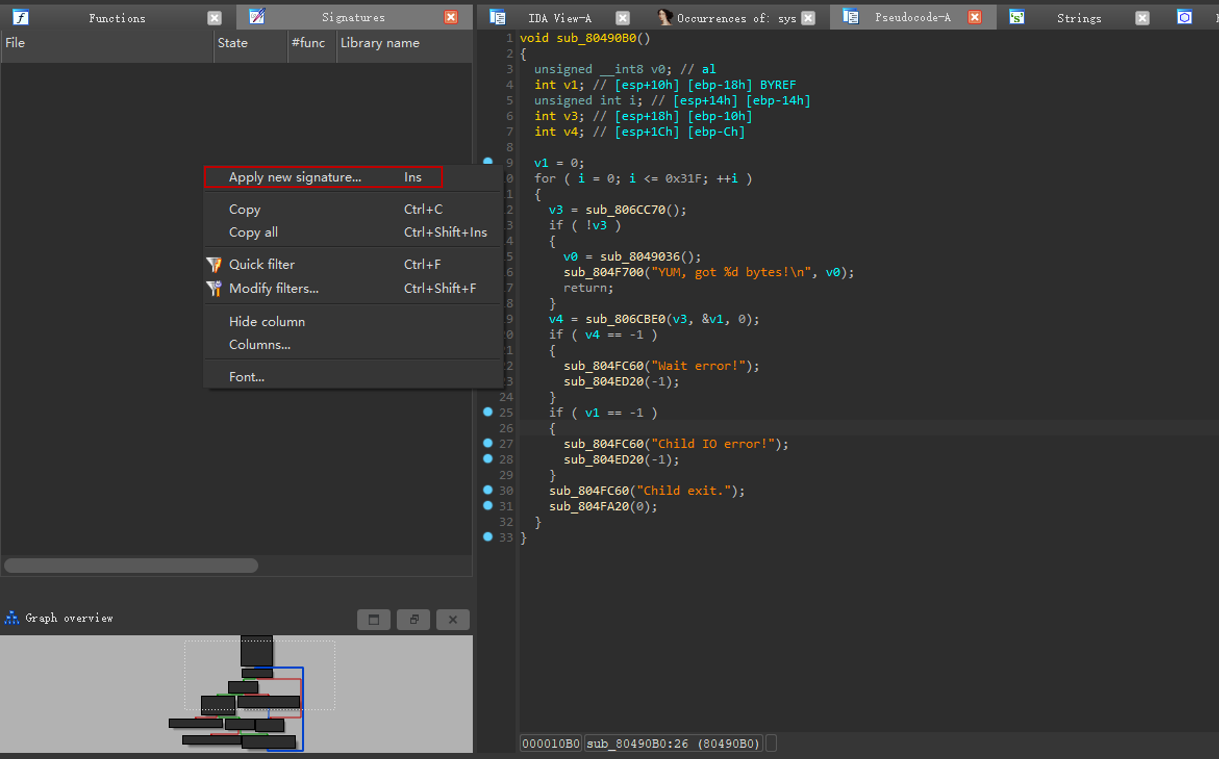 Functions
Signatures
File
State
#func
Library name
Apply new signature... Ins
Copy Ctrl+C
Copy all Ctrl+Shift+Ins
Quick filter Ctrl+F
Modify filters... Ctrl+Shift+F
Hide column
Columns...
Font...
Graph overview
IDA View-A
Occurrences of: sys
Pseudocode-A
Strings
1 void sub_80490B0()
2 {
3 unsigned __int8 v0; // al
4 int v1; // [esp+10h] [ebp-18h] BYREF
5 unsigned int i; // [esp+14h] [ebp-14h]
6 int v3; // [esp+18h] [ebp-10h]
7 int v4; // [esp+1Ch] [ebp-Ch]
8
9 v1 = 0;
0 for ( i = 0; i <= 0x31F; ++i )
1 {
2 v3 = sub_806CC70();
3 if ( !v3 )
4 {
5 v0 = sub_8049036();
6 sub_804F700("YUM, got %d bytes!\n", v0);
7 return;
8 }
9 v4 = sub_806CBE0(v3, &v1, 0);
0 if ( v4 == -1 )
1 {
2 sub_804FC60("Wait error!");
3 sub_804ED20(-1);
24 }
25 if ( v1 == -1 )
26 {
27 sub_804FC60("Child IO error!");
28 sub_804ED20(-1);
29 }
30 sub_804FC60("Child exit.");
31 sub_804FA20(0);
32 }
33 }
000010B0 sub_80490B0:26 (80490B0)